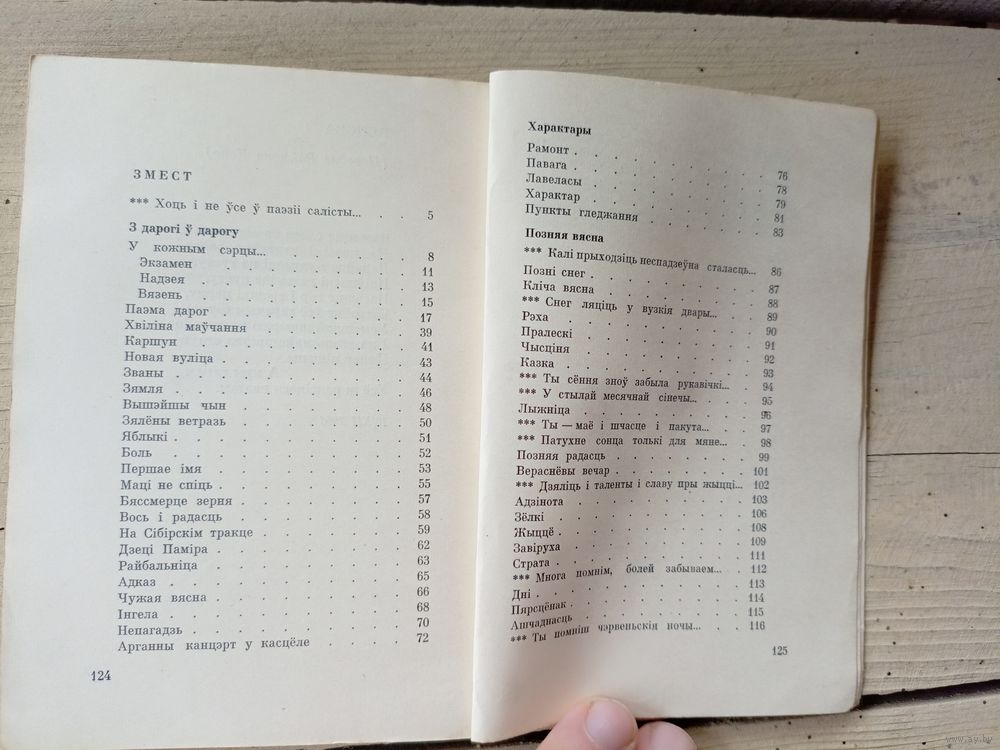 ЗМЕСТ
*** Хоць і не ўсе ў паэзіі салісты... . . 5
З дарогі ў дарогу
У кожным сэрцы... . . . . . . 8
Экзамен . . . . . . . 11
Надзея . . . . . . . 13
Вязень . . . . . . . 15
Паэма дарог . . . . . . . 17
Хвіліна маўчання . . . . . . 39
Каршун . . . . . . . . 41
Новая вуліца . . . . . . . 43
Званы . . . . . . . . 44
Зямля . . . . . . . . 46
Вышэйшы чын . . . . . . . 48
Зялёны ветразь . . . . . . 50
Яблыкі . . . . . . . . 51
Боль . . . . . . . . 52
Першае імя . . . . . . . 53
Маці не спіць . . . . . . . 55
Бяссмерце зерня . . . . . . 57
Вось і радасць . . . . . . 58
На Сібірскім тракце . . . . . 59
Дзеці Паміра . . . . . . . 62
Райбальніца . . . . . . . 63
Адказ . . . . . . . . 65
Чужая вясна . . . . . . . 66
Інгела . . . . . . . . 68
Непагадзь . . . . . . . 70
Арганны канцэрт у касцёле . . . . 72
124
Характары
Рамонт . . . . . . . . 76
Павага . . . . . . . . 78
Лавеласы . . . . . . . 79
Характар . . . . . . . 81
Пункты гледжання . . . . . 83
Позняя вясна
*** Калі прыходзіць неспадзеўна сталасць... 86
Позні снег . . . . . . . 87
Кліча вясна . . . . . . . 88
*** Снег ляціць у вузкія двары... . . 89
Рэха . . . . . . . . 90
Пралескі . . . . . . . 91
Чысціня . . . . . . . 92
Казка . . . . . . . . 93
*** Ты сёння зноў забыла рукавічкі... . 94
*** У стылай месячнай сінечы... . . 95
Лыжніца . . . . . . . 96
*** Ты — маё і шчасце і пакута... . . 97
*** Патухне сонца толькі для мяне... . 98
Позняя радасць . . . . . . 99
Вераснёвы вечар . . . . . . 101
*** Дзяліць і таленты і славу пры жыцці... 102
Адзінота . . . . . . . 103
Зёлкі . . . . . . . . 106
Жыццё . . . . . . . . 108
Завіруха . . . . . . . 109
Страта . . . . . . . . 111
*** Многа помнім, болей забываем... . 112
Дні . . . . . . . . 113
Пярсцёнак . . . . . . . 114
Ашчаднасць . . . . . . . 115
*** Ты помніш чэрвеньскія ночы... . . 116
125
www.ay.by